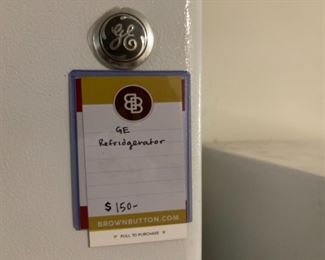 GE
BB
GE
Refridgerator
$150-
BROWNBUTTON.COM
PULL TO PURCHASE